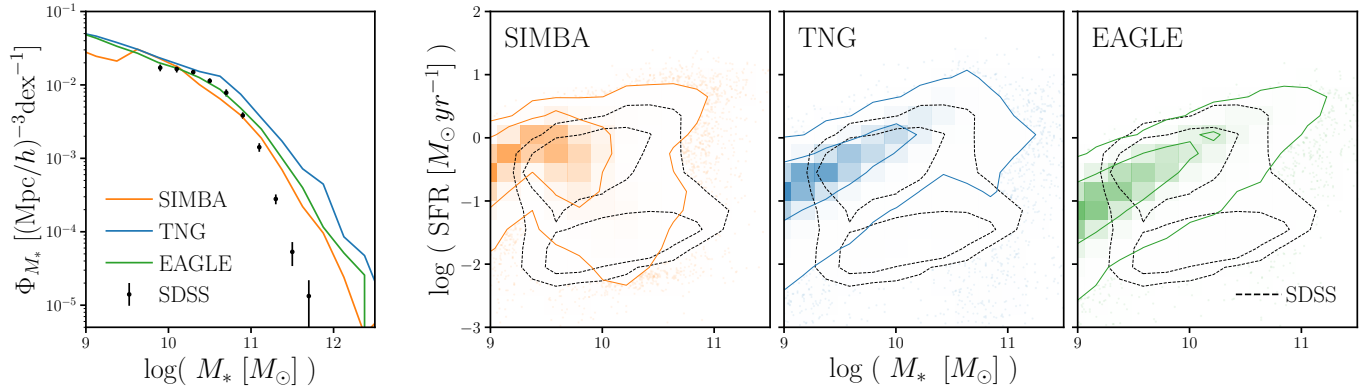 Φ_{M_*} [(Mpc/h)^{−3}dex^{−1}]
10^{−1}
10^{−2}
10^{−3}
10^{−4}
10^{−5}
SIMBA
TNG
EAGLE
SDSS
9 10 11 12
log( M_* [M_⊙] )
log ( SFR [M_⊙ yr^{−1}] )
2
1
0
−1
−2
−3
SIMBA
TNG
EAGLE
SDSS
10 11
10 11
10 11
9
9
9
log ( M_* [M_⊙] )